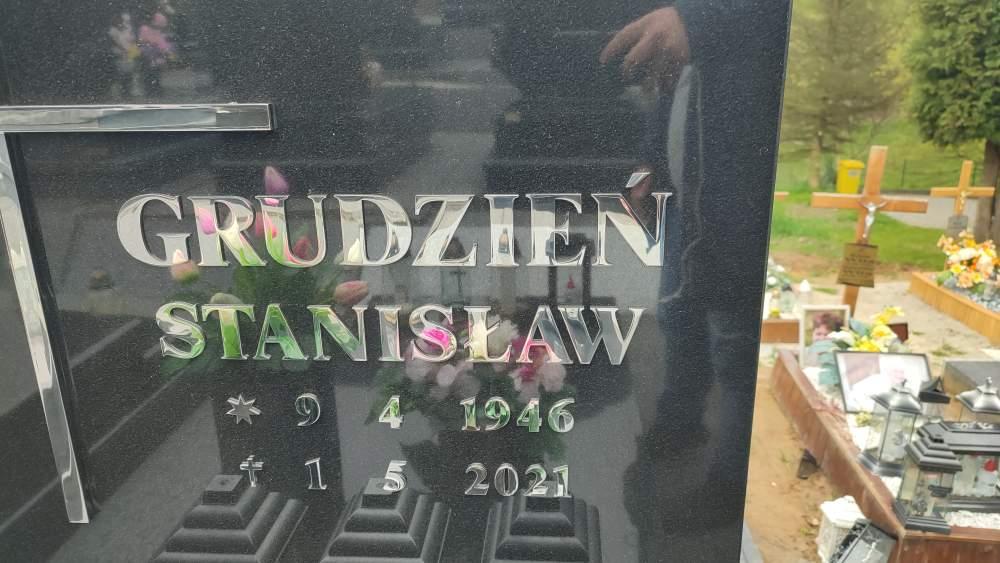 GRUDZIEŃ
STANISŁAW
* 9 4 1946
† 1 5 2021